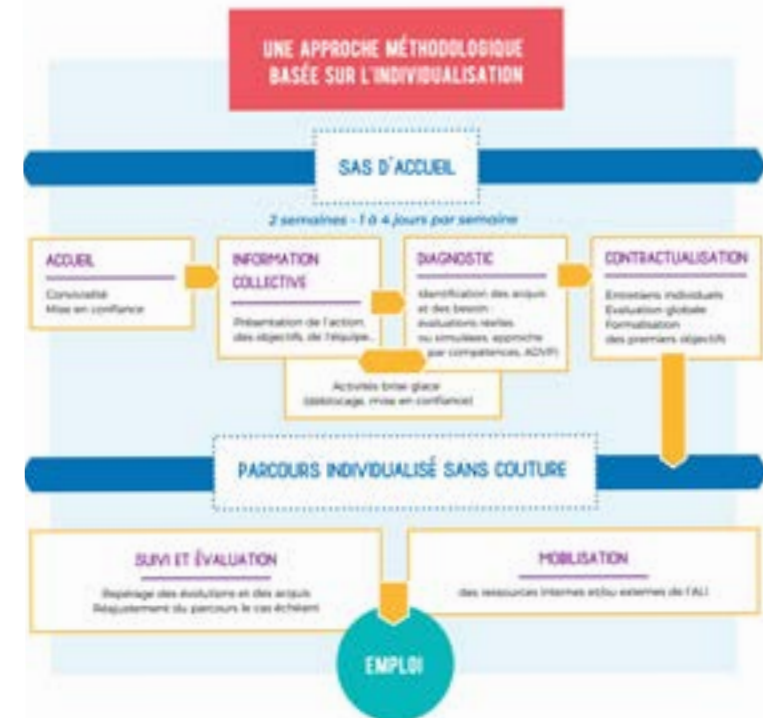 UNE APPROCHE MÉTHODOLOGIQUE
BASÉE SUR L'INDIVIDUALISATION
SAS D'ACCUEIL
2 semaines - 1 à 4 jours par semaine
ACCUEIL
Convivialité
Mise en confiance
INFORMATION
COLLECTIVE
Présentation de l'action,
des objectifs, de l'équipe...
DIAGNOSTIC
Identification des acquis
et des besoin :
évaluations réelles
ou simulées, approche
par compétences, ADVP)
CONTRACTUALISATION
Entretiens individuels
Evaluation globale
Formalisation
des premiers objectifs
Activités brise glace
(déblocage, mise en confiance)
PARCOURS INDIVIDUALISÉ SANS COUTURE
SUIVI ET ÉVALUATION
Repérage des évolutions et des acquis
Réajustement du parcours le cas échéant
MOBILISATION
des ressources internes et/ou externes de l'ALI
EMPLOI